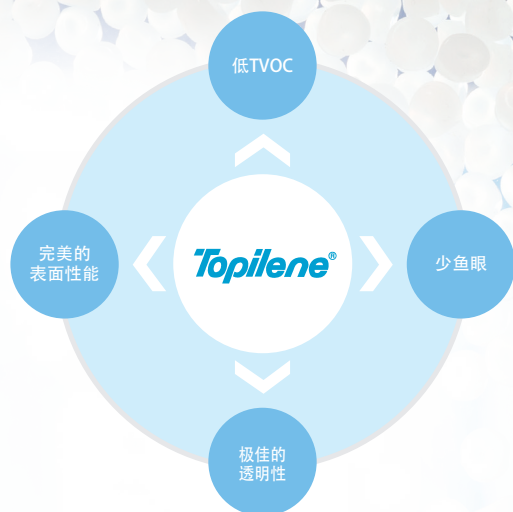 低TVOC
完美的
表面性能
Topilene®
少鱼眼
极佳的
透明性